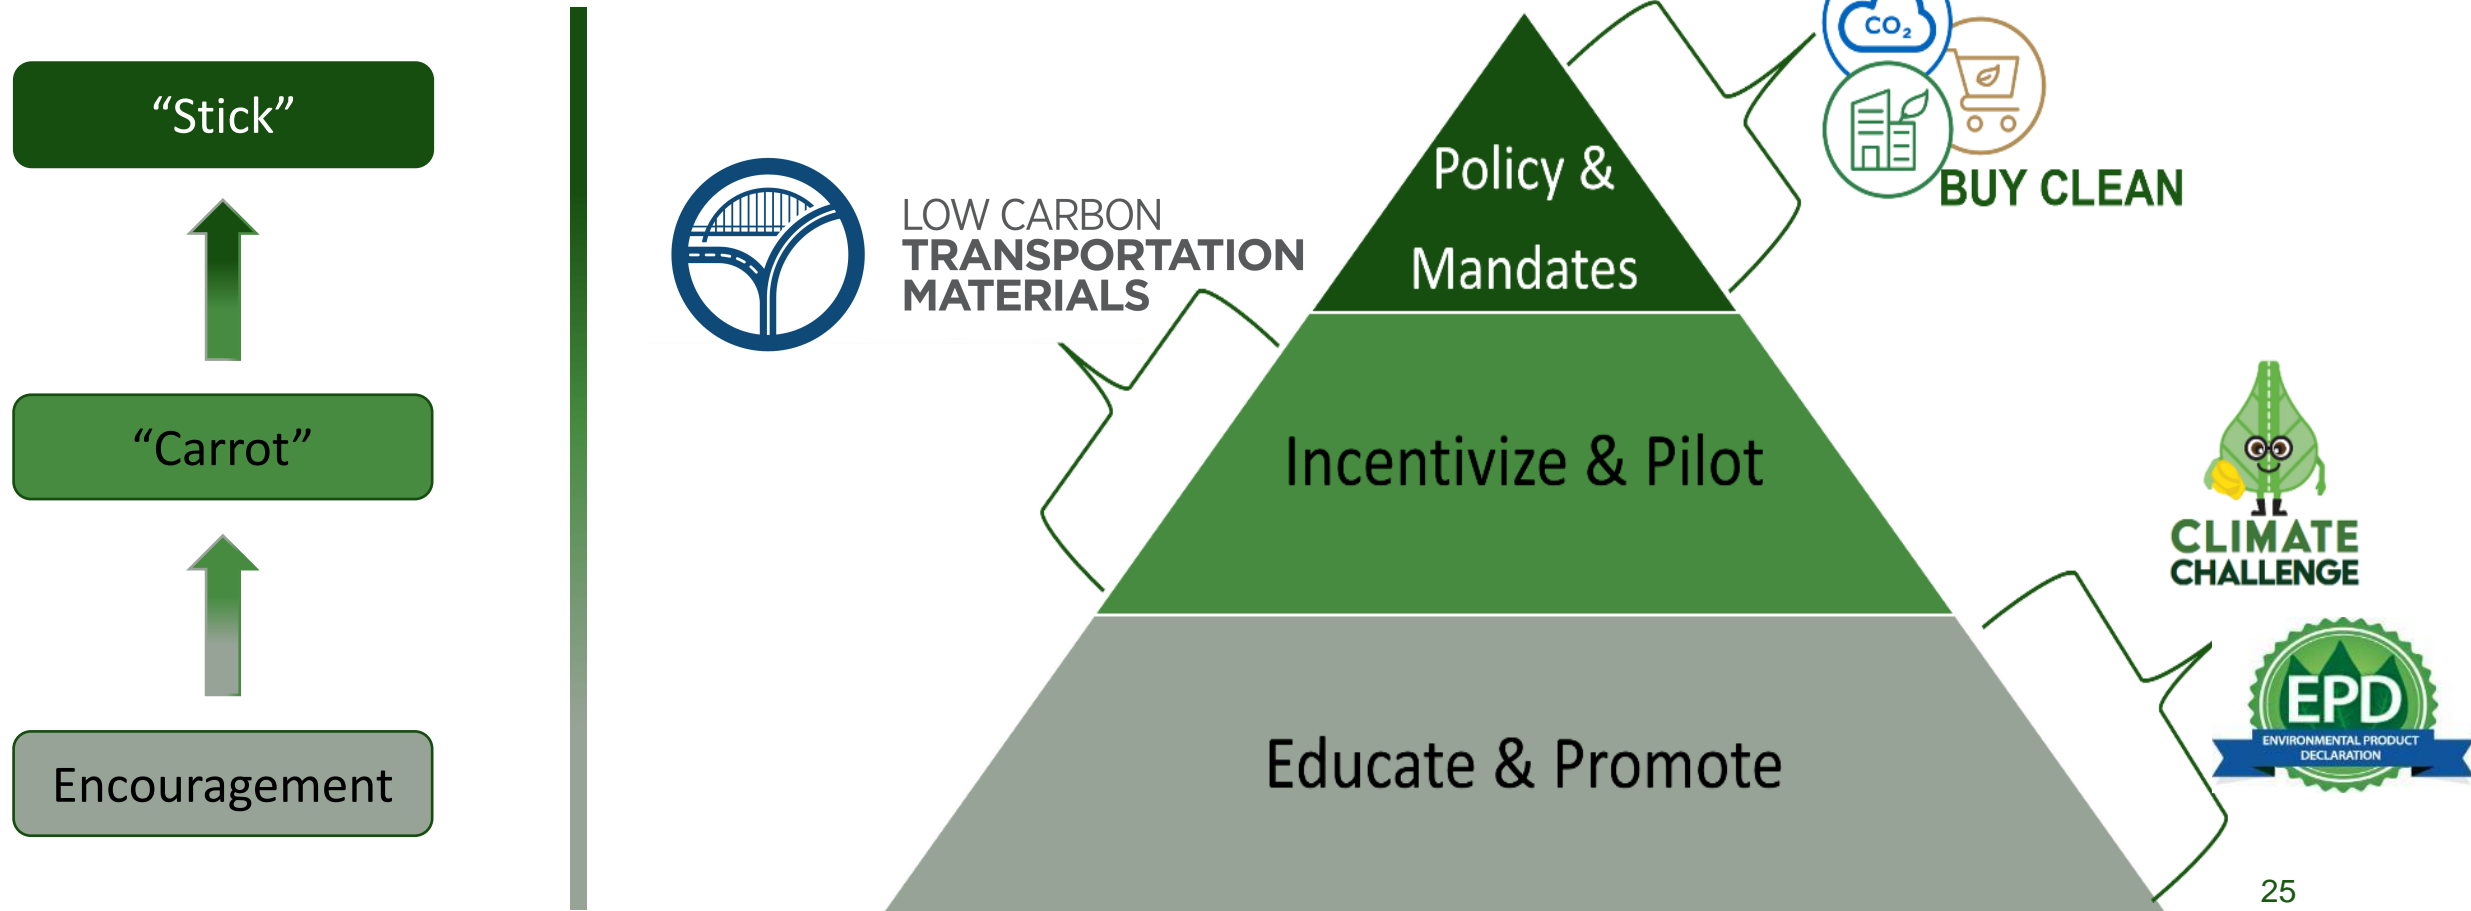 “Stick”
“Carrot”
Encouragement
LOW CARBON
TRANSPORTATION
MATERIALS
Policy &
Mandates
Incentivize & Pilot
Educate & Promote
CO2
BUY CLEAN
CLIMATE
CHALLENGE
EPD
ENVIRONMENTAL PRODUCT
DECLARATION
25